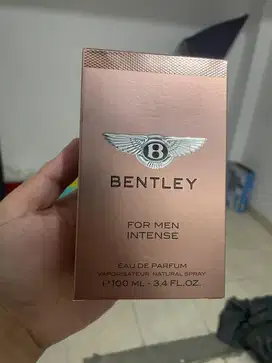 B
BENTLEY
FOR MEN
INTENSE
EAU DE PARFUM
VAPORISATEUR NATURAL SPRAY
℮ 100 ML - 3.4 FL.OZ.